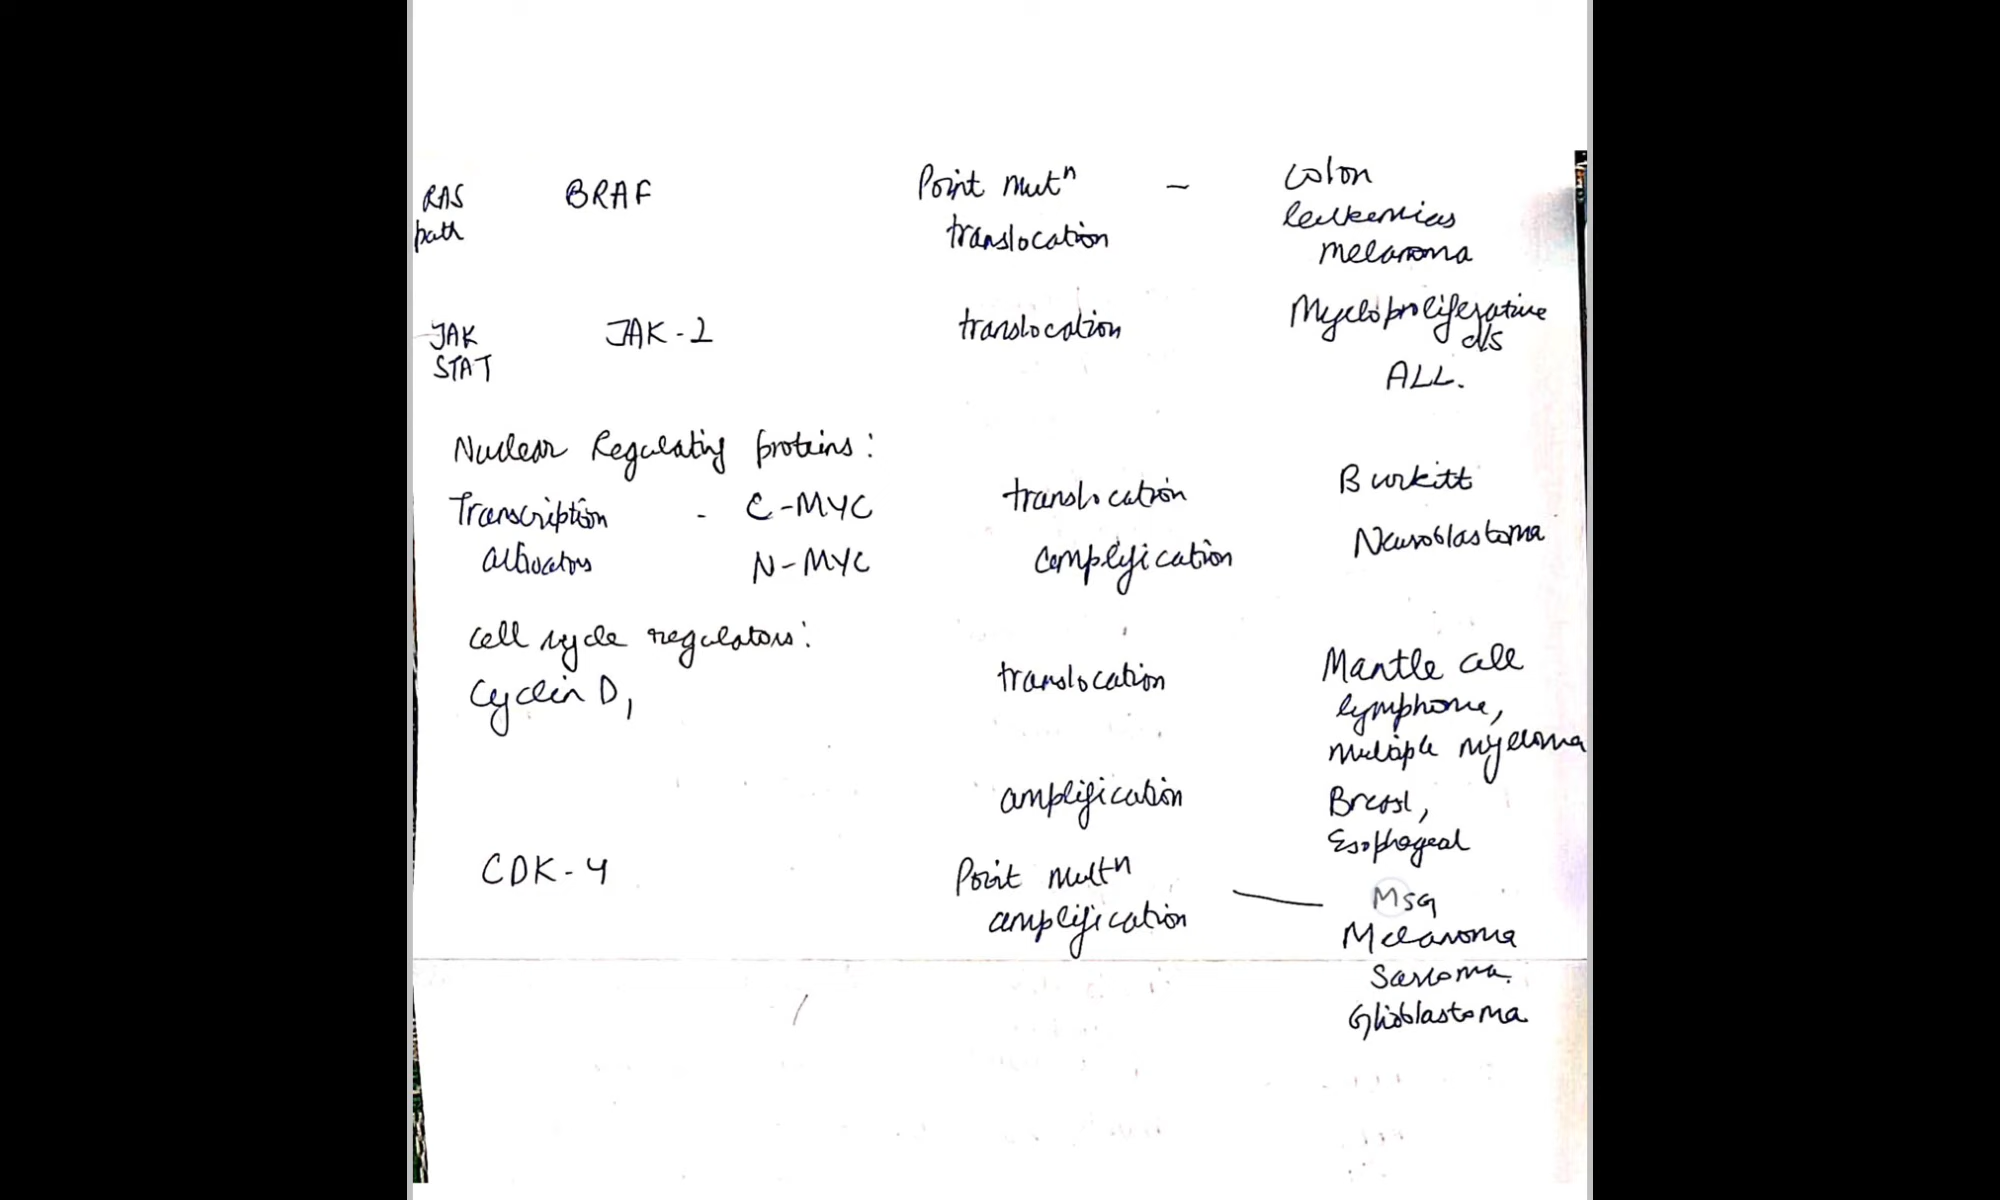 RAS BRAF Point mutⁿ - Colon
path translocation leukemias
melanoma
JAK JAK-2 translocation Myeloproliferative
STAT d/s
ALL.
Nuclear Regulating proteins:
Transcription - C-MYC translocation Burkitt
activators N-MYC amplification Neuroblastoma
cell cycle regulators:
Cyclin D₁ translocation Mantle cell
lymphoma,
multiple myeloma
amplification Breast,
Esophageal
CDK-4 Point mutⁿ — MSG
amplification Melanoma
Sarcoma
Glioblastoma